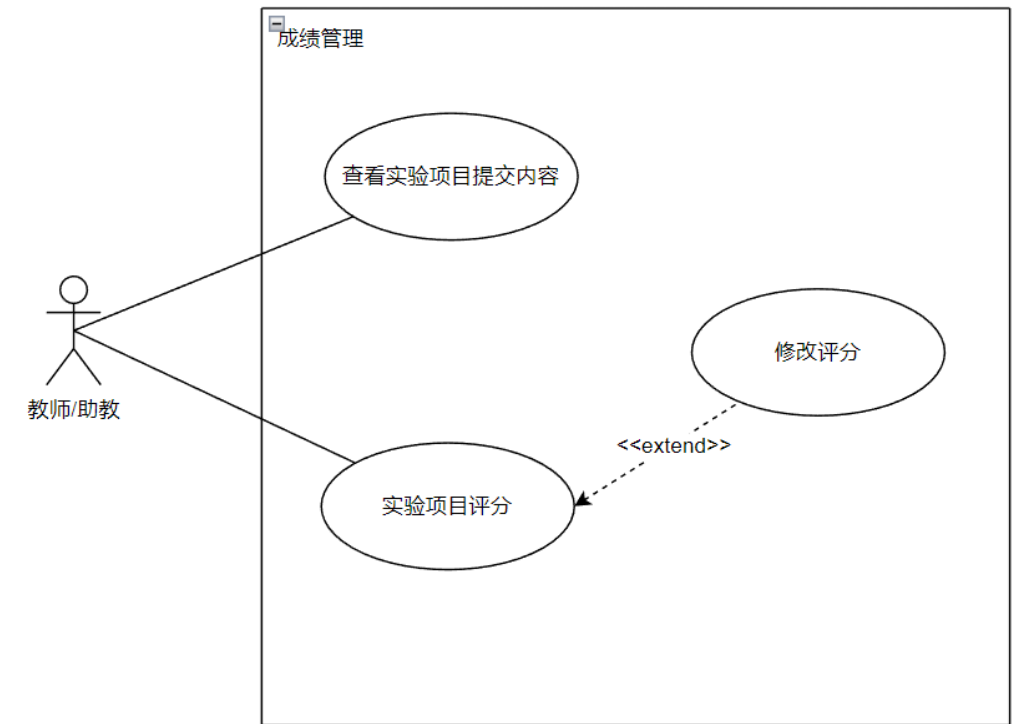 成绩管理
查看实验项目提交内容
修改评分
教师/助教
<<extend>>
实验项目评分